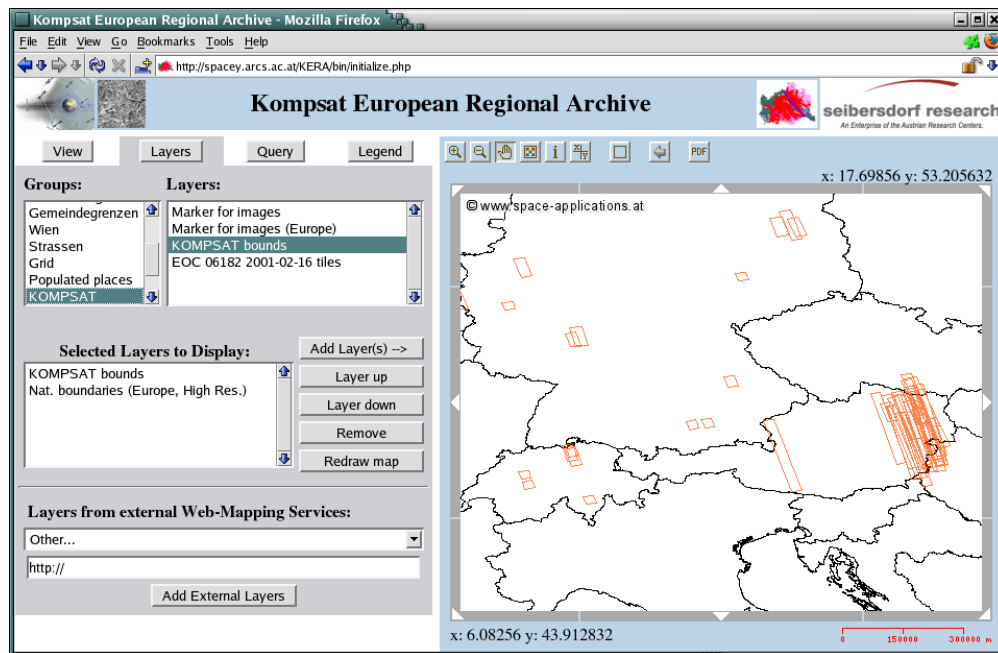 Kompsat European Regional Archive - Mozilla Firefox
File Edit View Go Bookmarks Tools Help
http://spacey.arcs.ac.at/KERA/bin/initialize.php
Kompsat European Regional Archive
seibersdorf research
An Enterprise of the Austrian Research Centers.
View Layers Query Legend
PDF
x: 17.69856 y: 53.205632
Groups: Layers:
Gemeindegrenzen
Wien
Strassen
Grid
Populated places
KOMPSAT
Marker for images
Marker for images (Europe)
KOMPSAT bounds
EOC 06182 2001-02-16 tiles
© www.space-applications.at
Selected Layers to Display:
KOMPSAT bounds
Nat. boundaries (Europe, High Res.)
Add Layer(s) -->
Layer up
Layer down
Remove
Redraw map
Layers from external Web-Mapping Services:
Other...
http://
Add External Layers
x: 6.08256 y: 43.912832
0 150000 300000 m